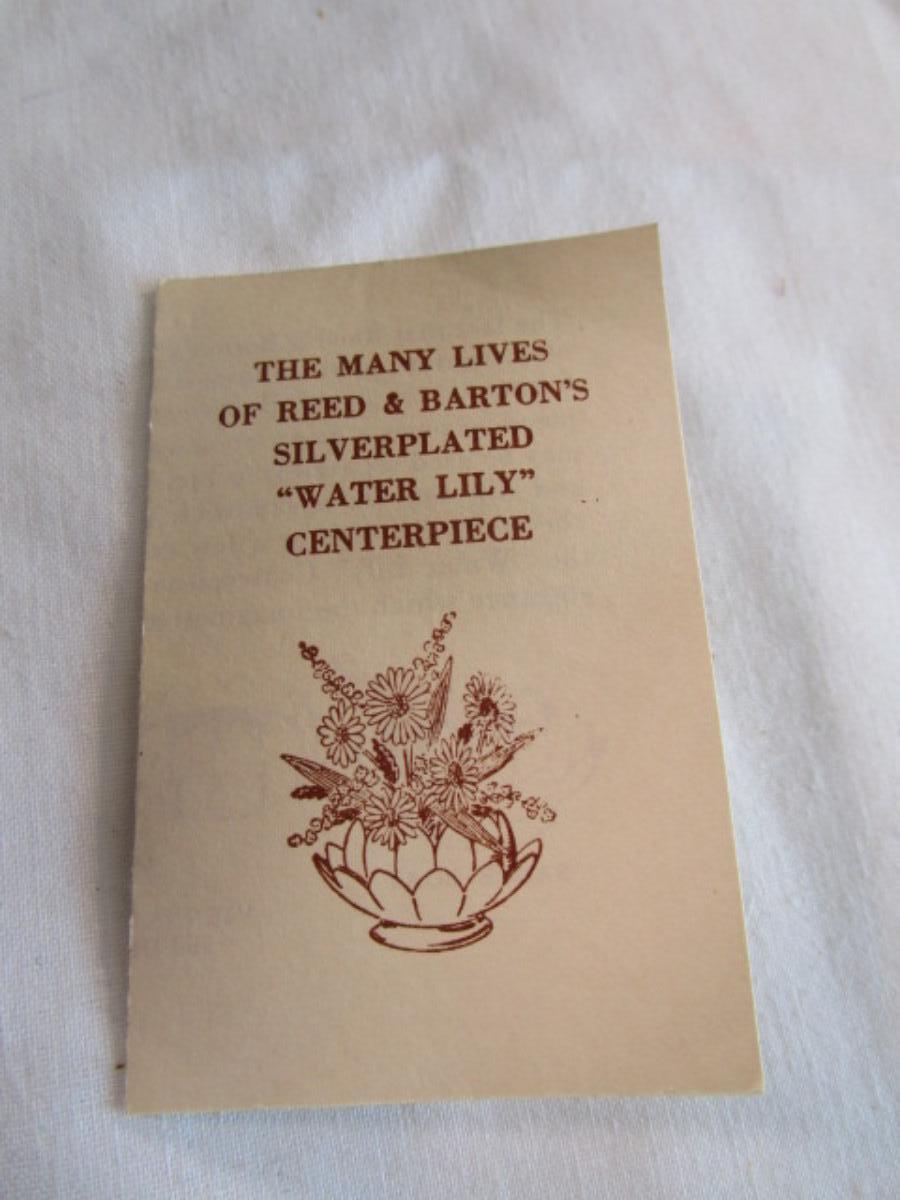 THE MANY LIVES
OF REED & BARTON'S
SILVERPLATED
“WATER LILY”
CENTERPIECE